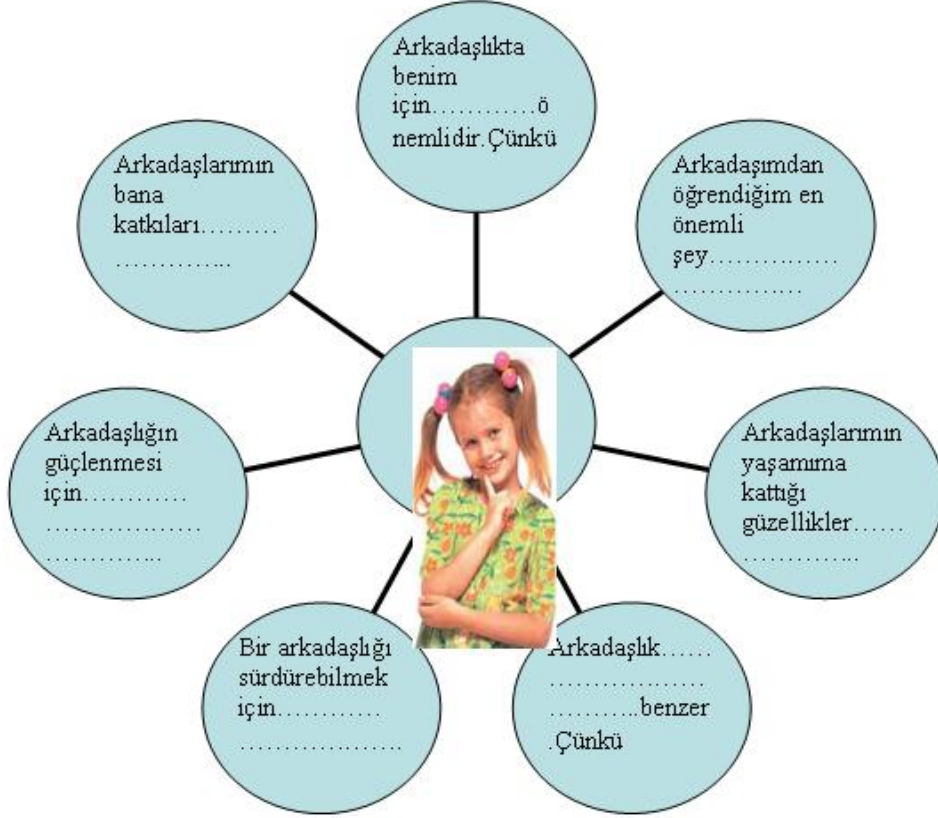 Arkadaşlıkta
benim
için…………ö
nemlidir.Çünkü
Arkadaşımdan
öğrendiğim en
önemli
şey……………
……………
Arkadaşlarımın
yaşamıma
kattığı
güzellikler……
…………..
Arkadaşlık……
……………
………..benzer
.Çünkü
Bir arkadaşlığı
sürdürebilmek
için…………
………………
Arkadaşlığın
güçlenmesi
için…………
………………
…………..
Arkadaşlarımın
bana
katkıları………
…………..